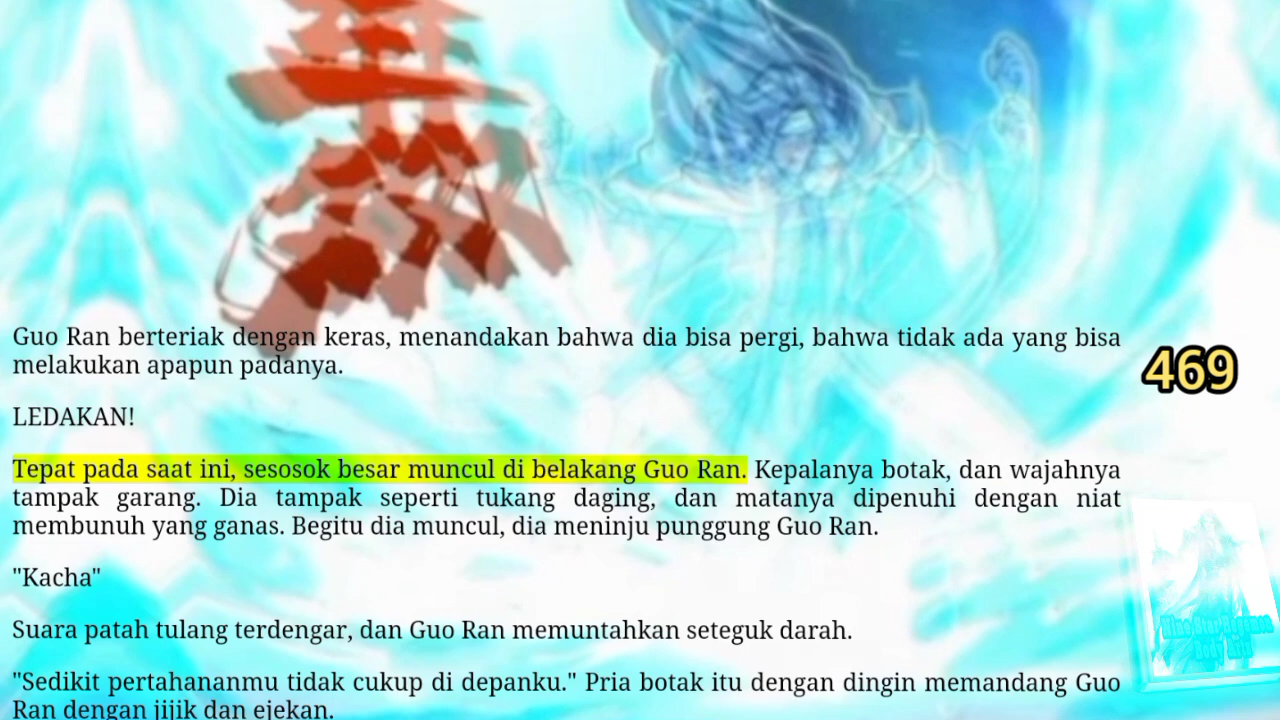 Guo Ran berteriak dengan keras, menandakan bahwa dia bisa pergi, bahwa tidak ada yang bisa
melakukan apapun padanya.
469
LEDAKAN!
Tepat pada saat ini, sesosok besar muncul di belakang Guo Ran. Kepalanya botak, dan wajahnya
tampak garang. Dia tampak seperti tukang daging, dan matanya dipenuhi dengan niat
membunuh yang ganas. Begitu dia muncul, dia meninju punggung Guo Ran.
"Kacha"
Suara patah tulang terdengar, dan Guo Ran memuntahkan seteguk darah.
"Sedikit pertahananmu tidak cukup di depanku." Pria botak itu dengan dingin memandang Guo
Ran dengan jijik dan ejekan.